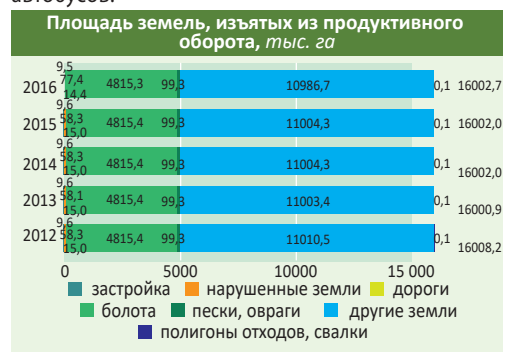 Площадь земель, изъятых из продуктивного
оборота, тыс. га
2016 9,5 77,4 14,4 4815,3 99,3 10986,7 0,1 16002,7
2015 9,6 58,3 15,0 4815,4 99,3 11004,3 0,1 16002,0
2014 9,6 58,3 15,0 4815,4 99,3 11004,3 0,1 16002,0
2013 9,6 58,1 15,0 4815,4 99,3 11003,4 0,1 16000,9
2012 9,6 58,3 15,0 4815,4 99,3 11010,5 0,1 16008,2
0 5000 10000 15 000
застройка нарушенные земли дороги
болота пески, овраги другие земли
полигоны отходов, свалки